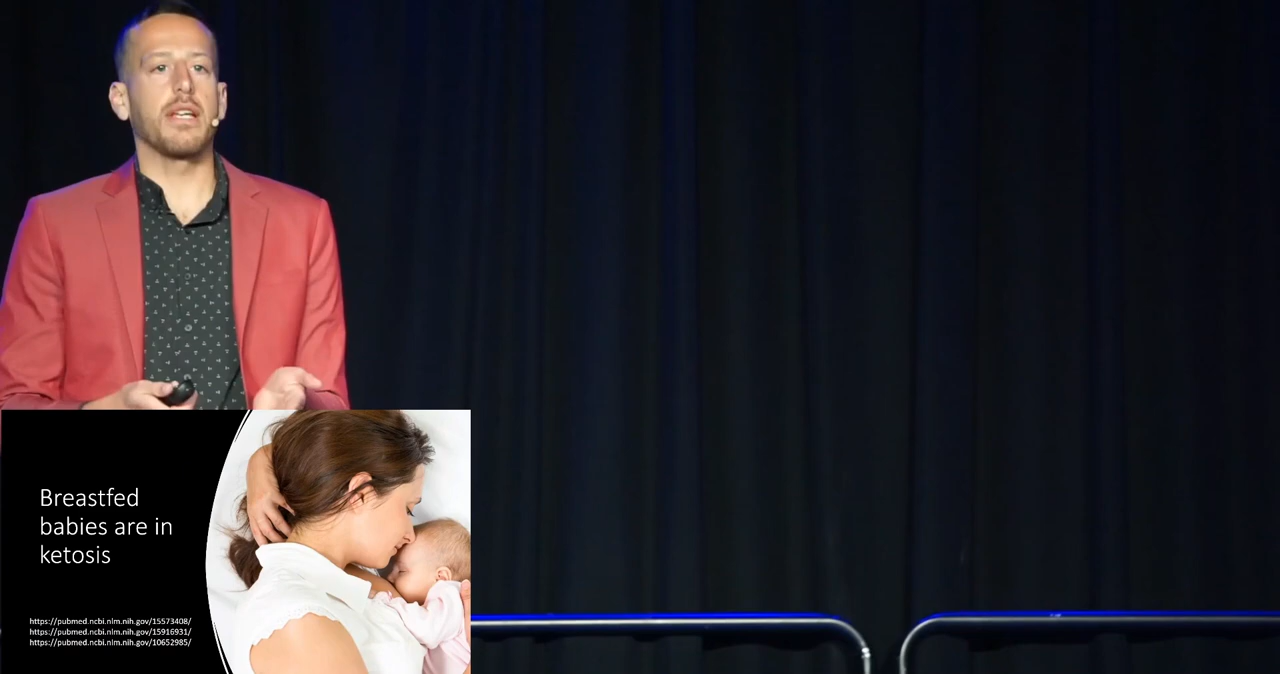 Breastfed
babies are in
ketosis
https://pubmed.ncbi.nlm.nih.gov/15573408/
https://pubmed.ncbi.nlm.nih.gov/15916931/
https://pubmed.ncbi.nlm.nih.gov/10652985/